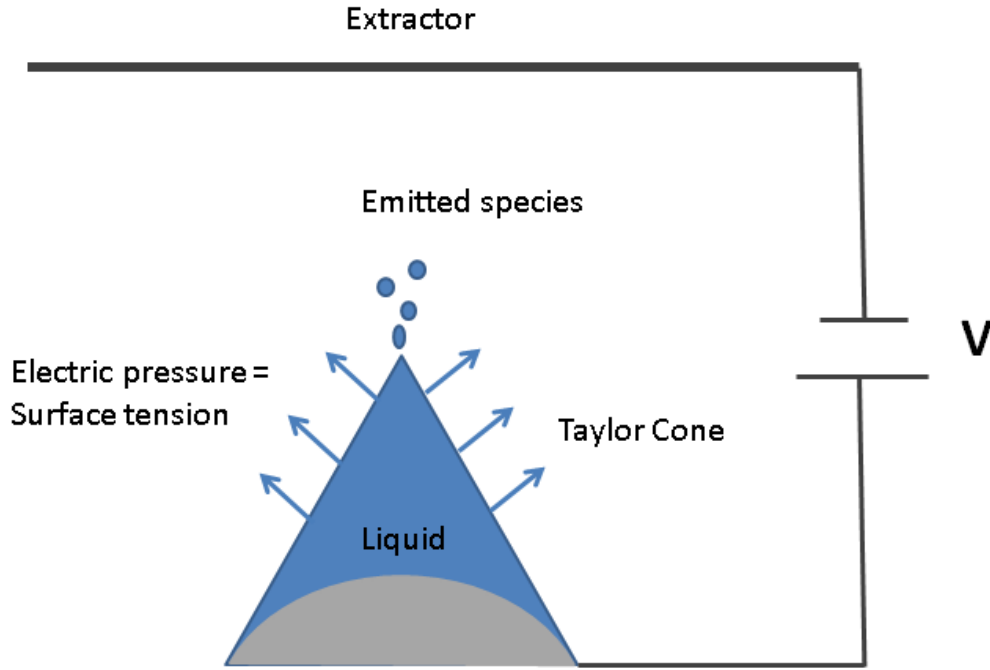 Extractor
Emitted species
Electric pressure =
Surface tension
Taylor Cone
Liquid
V